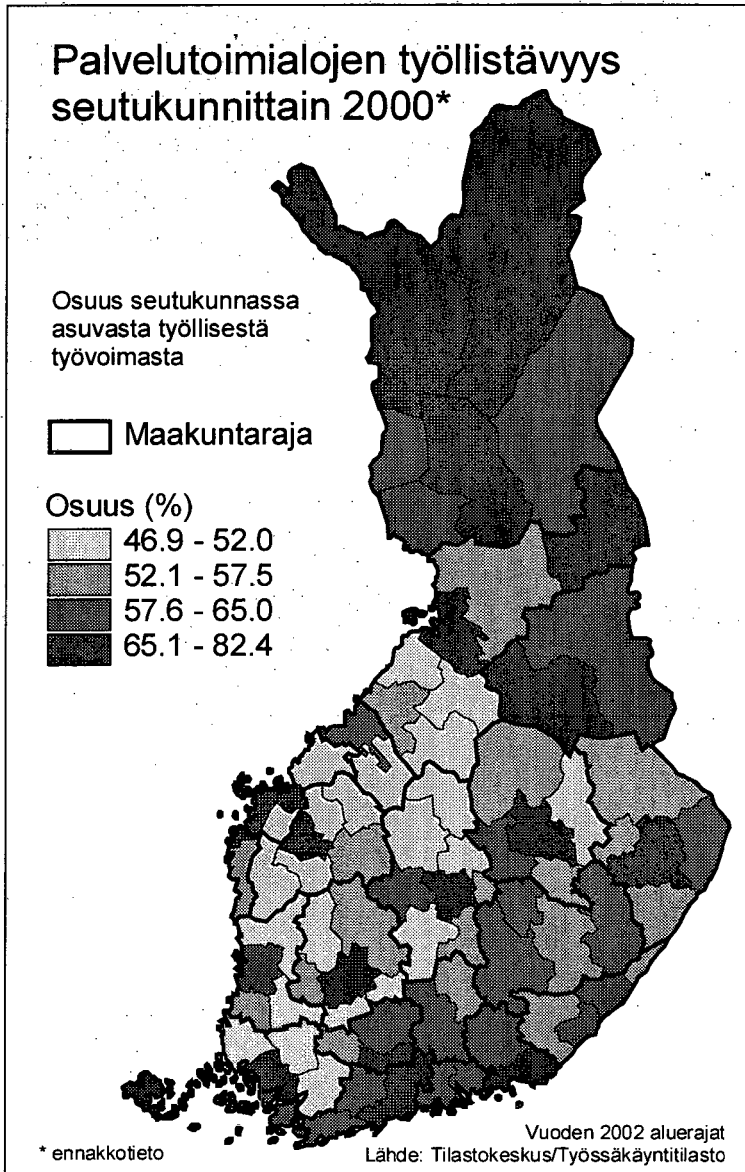 Palvelutoimialojen työllistävyys
seutukunnittain 2000*
Osuus seutukunnassa
asuvasta työllisestä
työvoimasta
Maakuntaraja
Osuus (%)
46.9 - 52.0
52.1 - 57.5
57.6 - 65.0
65.1 - 82.4
* ennakkotieto
Vuoden 2002 aluerajat
Lähde: Tilastokeskus/Työssäkäyntitilasto